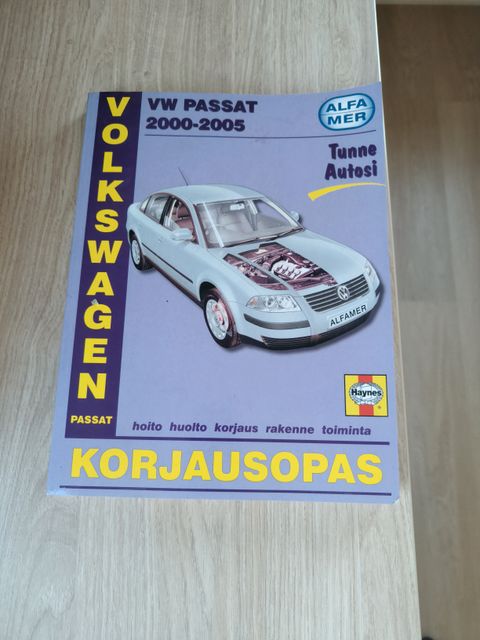 VOLKSWAGEN
PASSAT
VW PASSAT
2000-2005
ALFA
MER
Tunne
Autosi
ALFAMER
Haynes
®
hoito huolto korjaus rakenne toiminta
KORJAUSOPAS